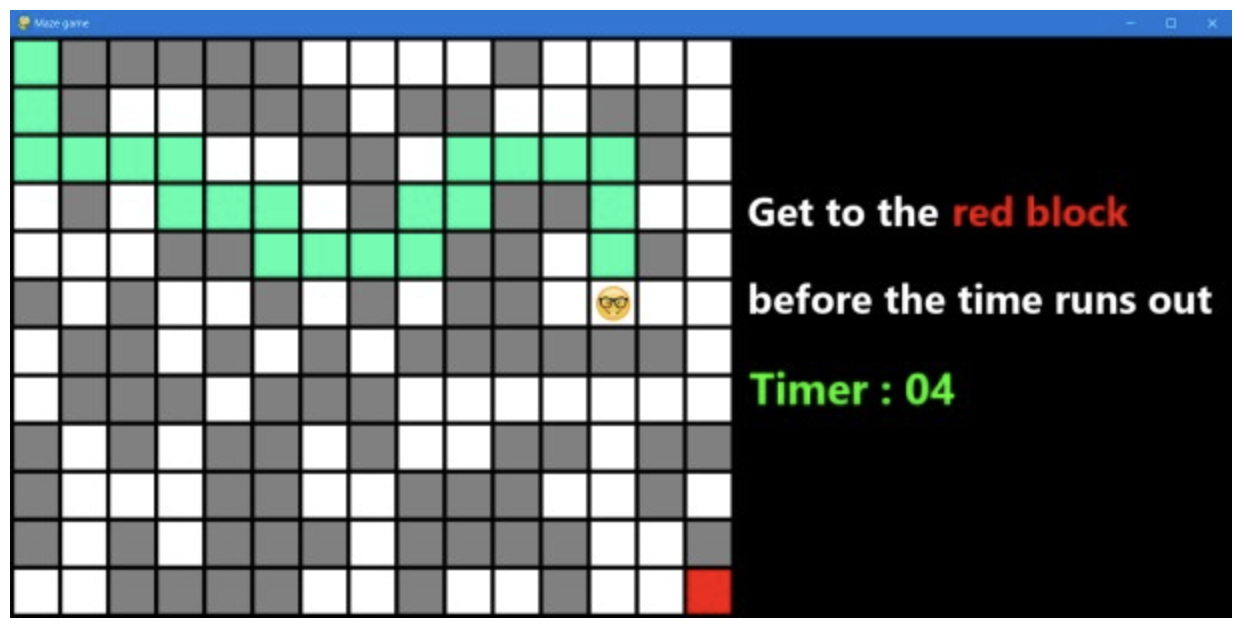 Maze game
Get to the red block
before the time runs out
Timer : 04